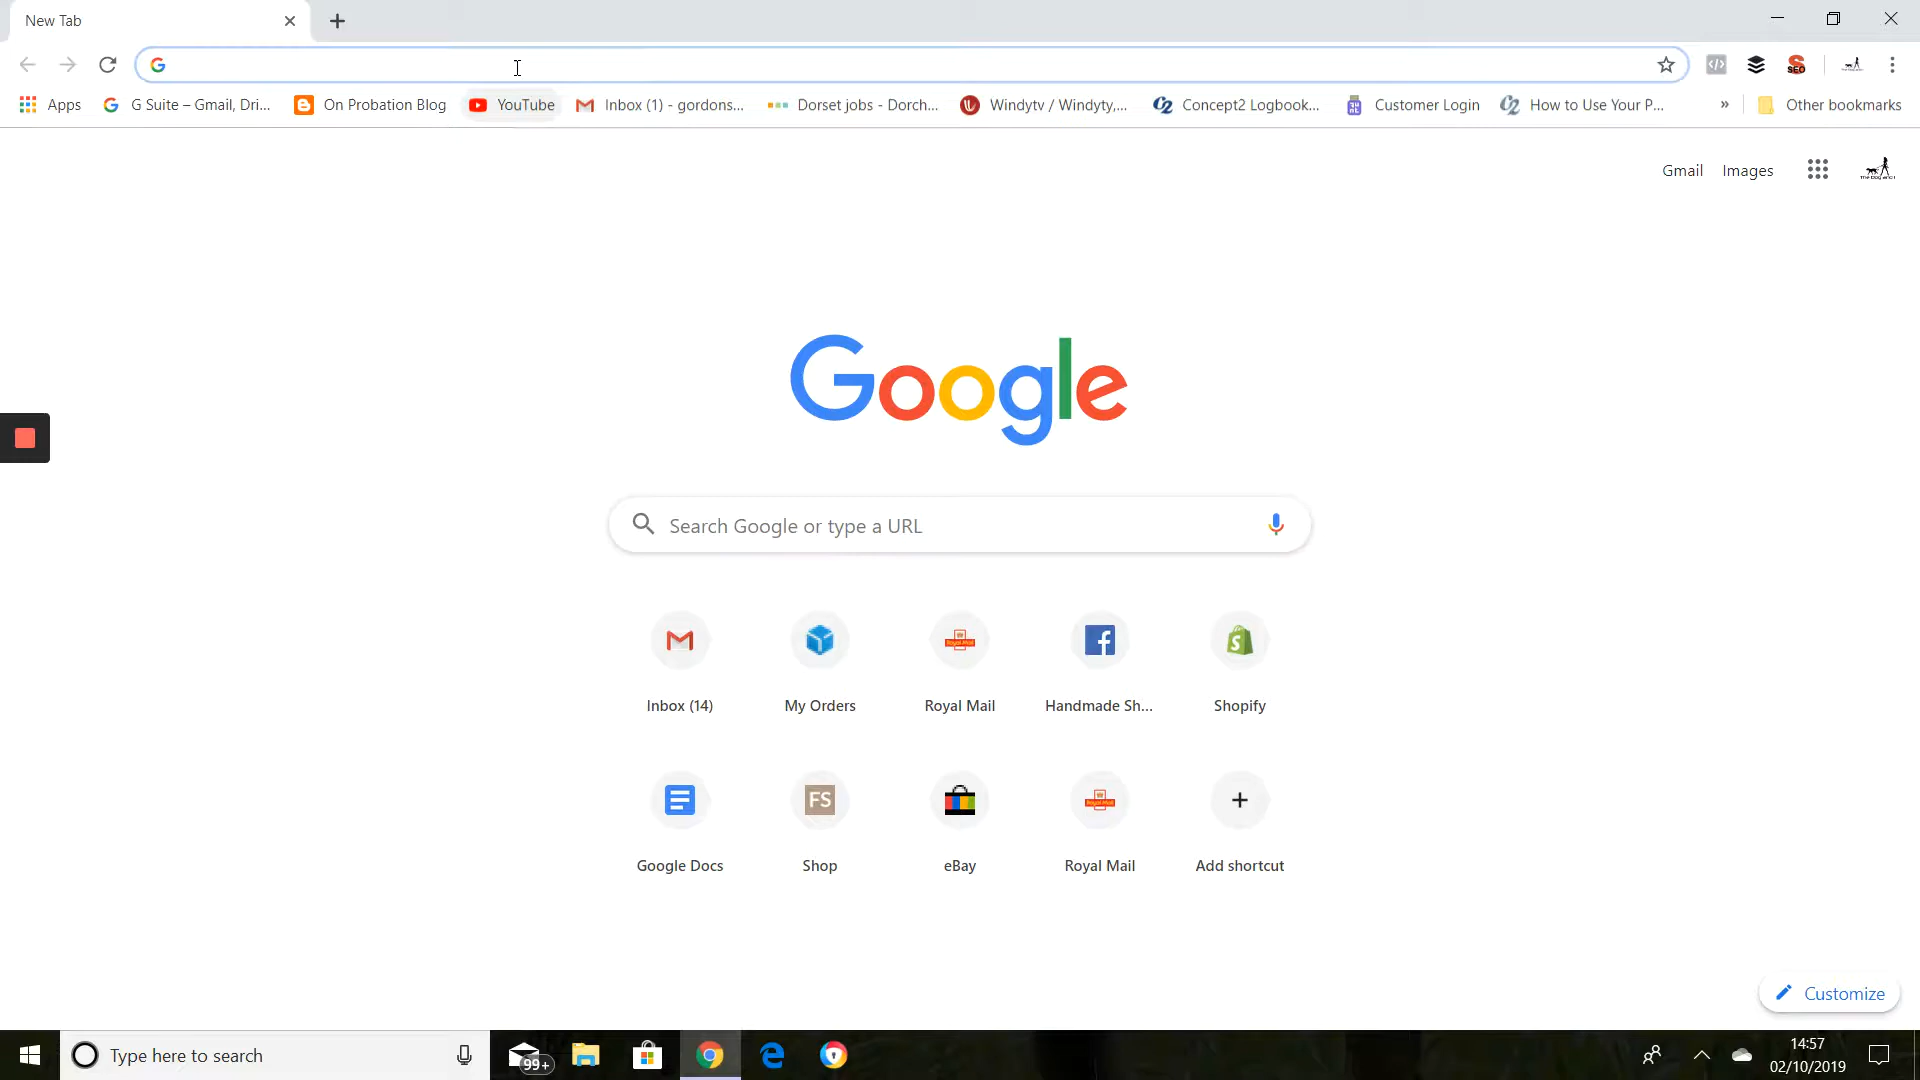 New Tab
Apps G Suite – Gmail, Dri... On Probation Blog YouTube Inbox (1) - gordons... Dorset jobs - Dorch... Windytv / Windyty,... Concept2 Logbook... Customer Login How to Use Your P... » Other bookmarks
Gmail Images
Google
Search Google or type a URL
Inbox (14) My Orders Royal Mail Handmade Sh... Shopify
FS
Google Docs Shop eBay Royal Mail Add shortcut
Customize
Type here to search
99+
14:57
02/10/2019
SEO